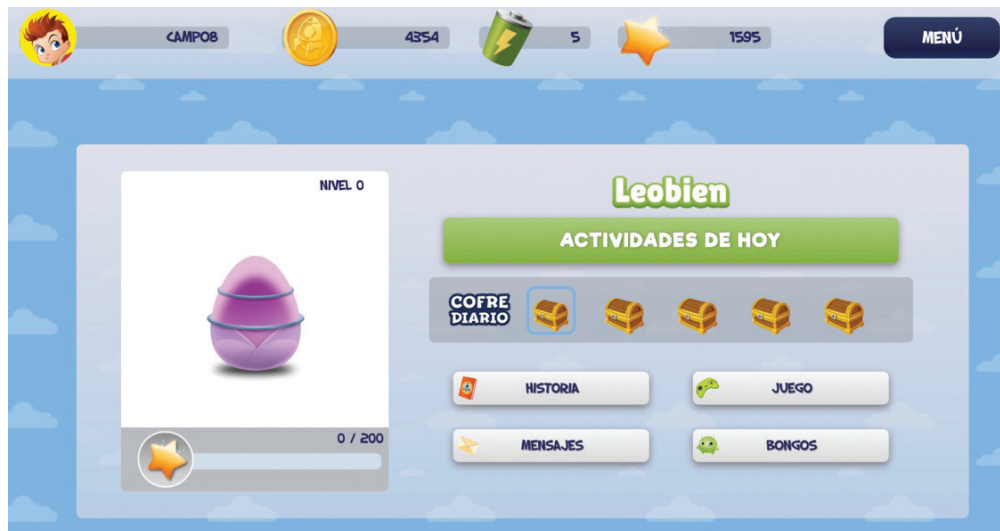 CAMPO8
4354
5
1595
MENÚ
NIVEL 0
0 / 200
Leobien
ACTIVIDADES DE HOY
COFRE
DIARIO
HISTORIA
JUEGO
MENSAJES
BONGOS